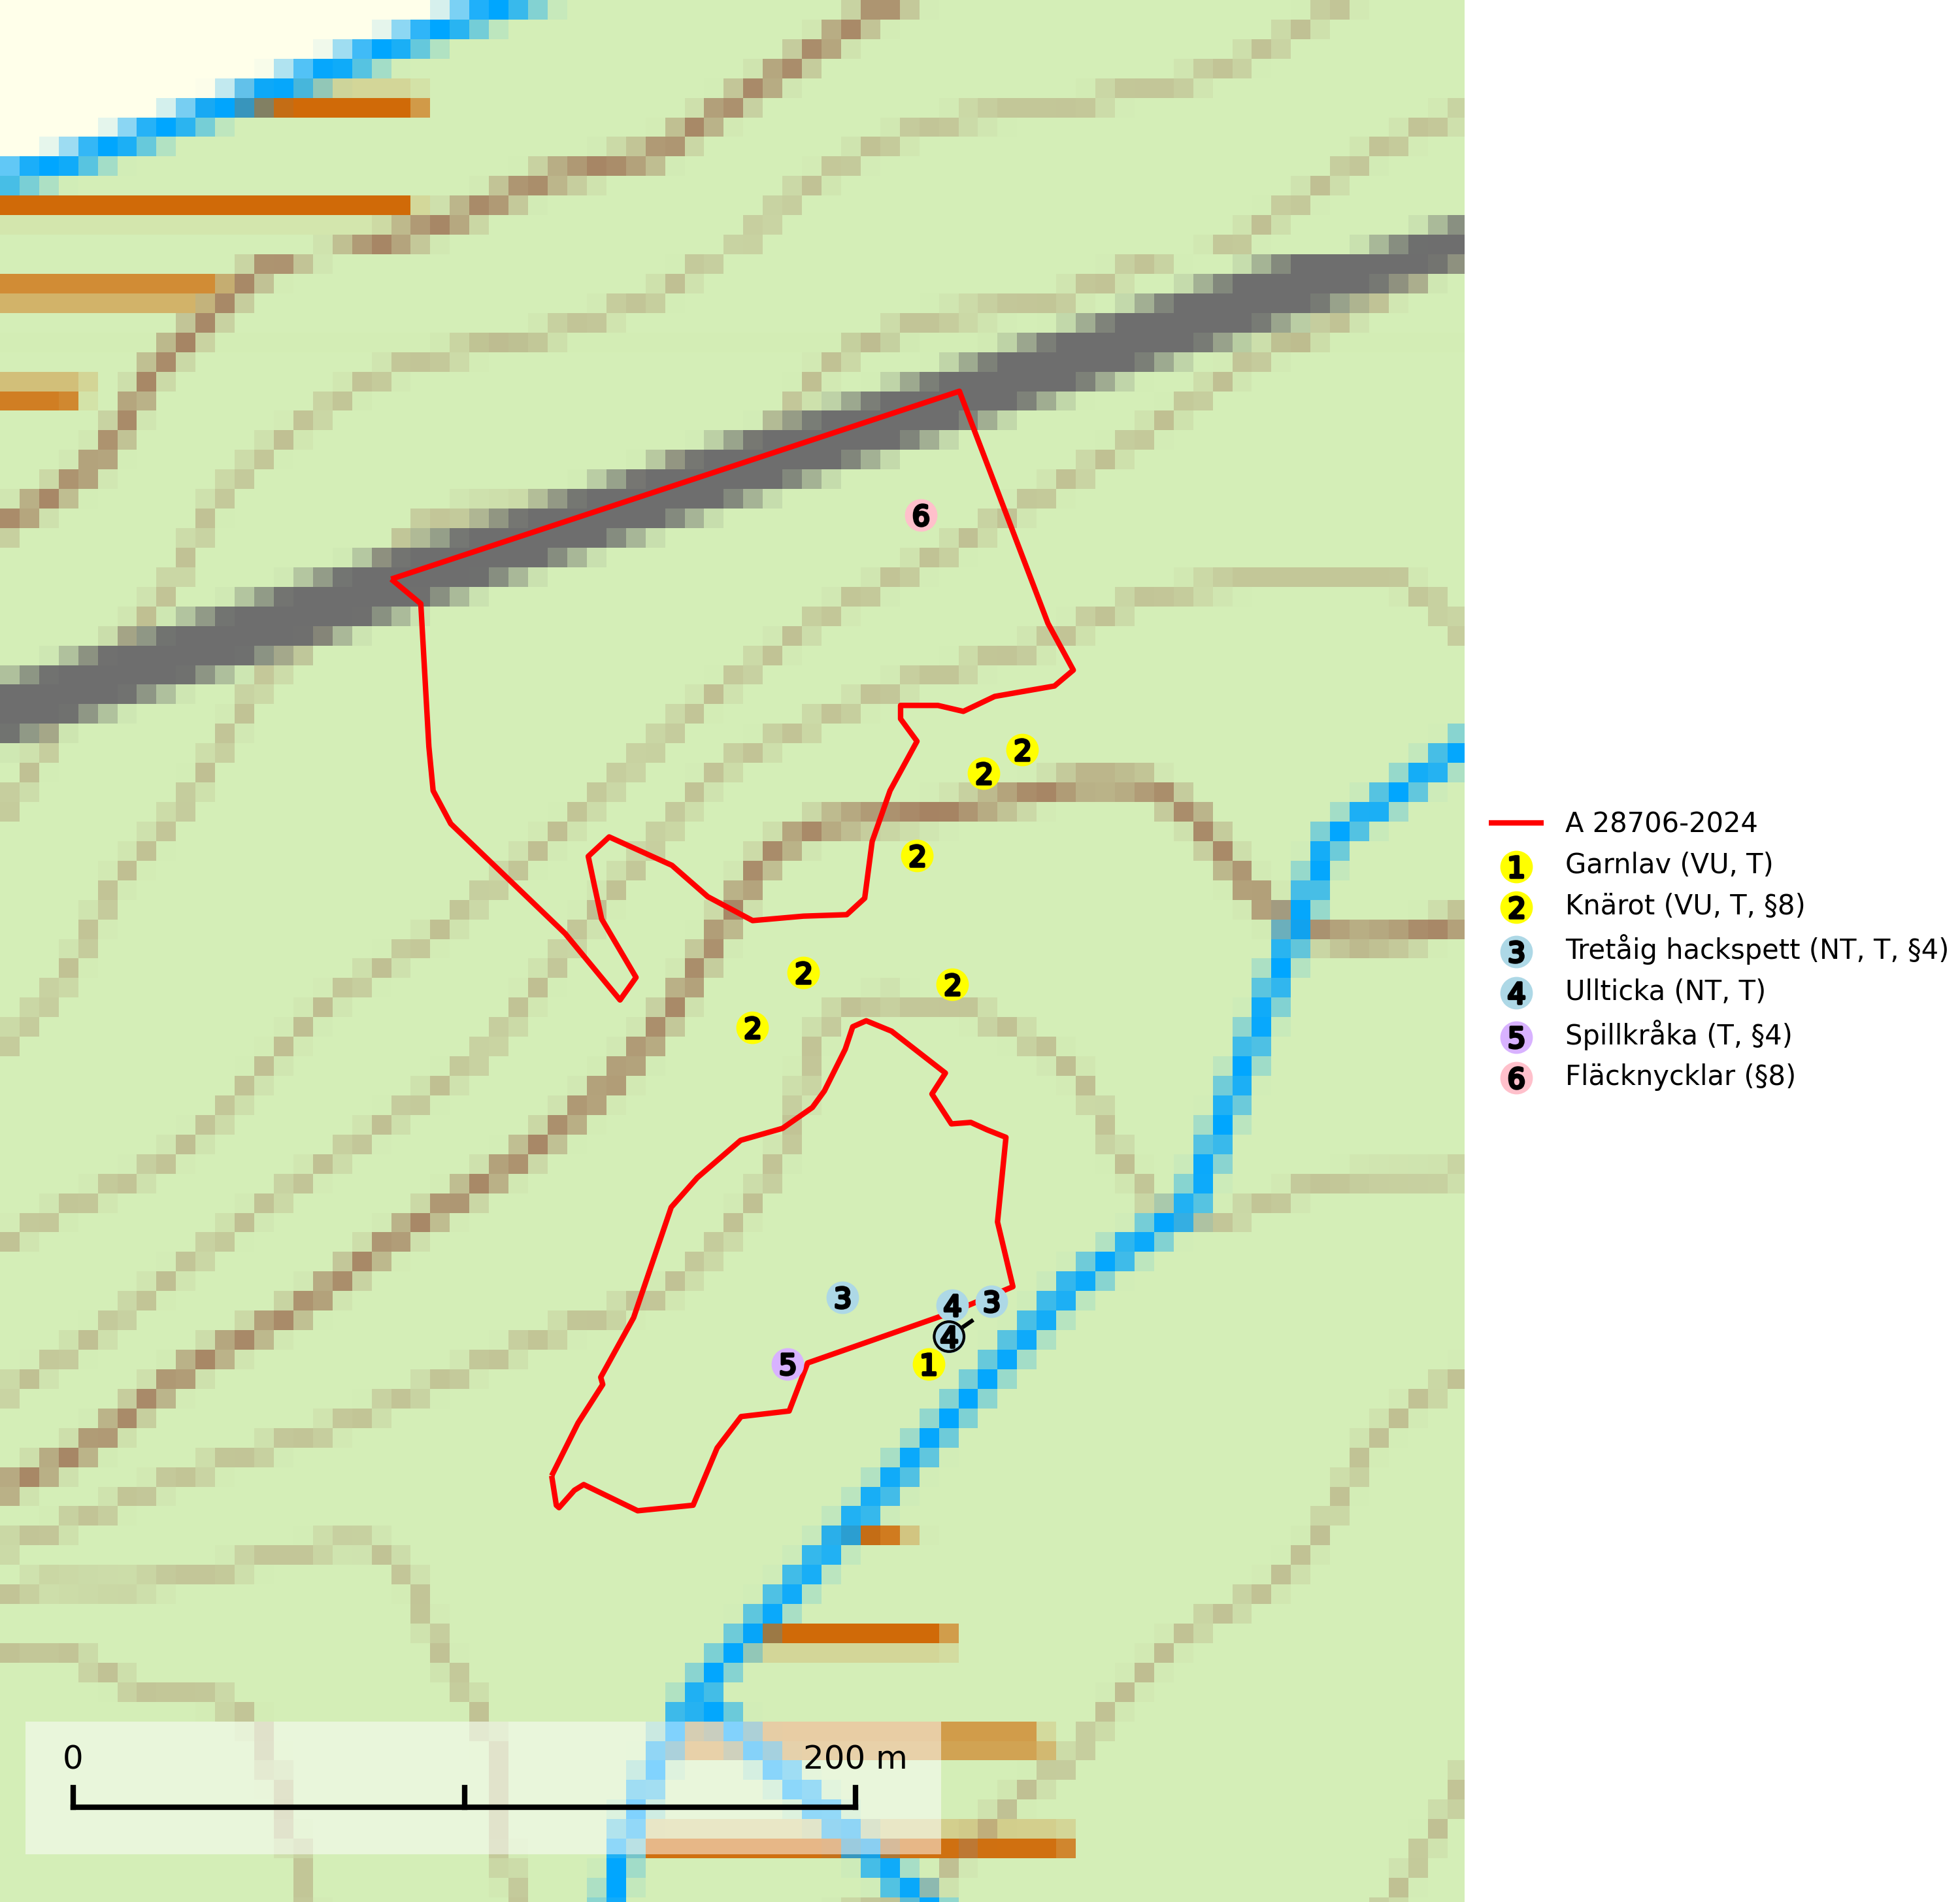 6
2
2
2
2
2
2
3
4
3
4
5
1
A 28706-2024
1 Garnlav (VU, T)
2 Knärot (VU, T, §8)
3 Tretåig hackspett (NT, T, §4)
4 Ullticka (NT, T)
5 Spillkråka (T, §4)
6 Fläcknycklar (§8)
0 200 m